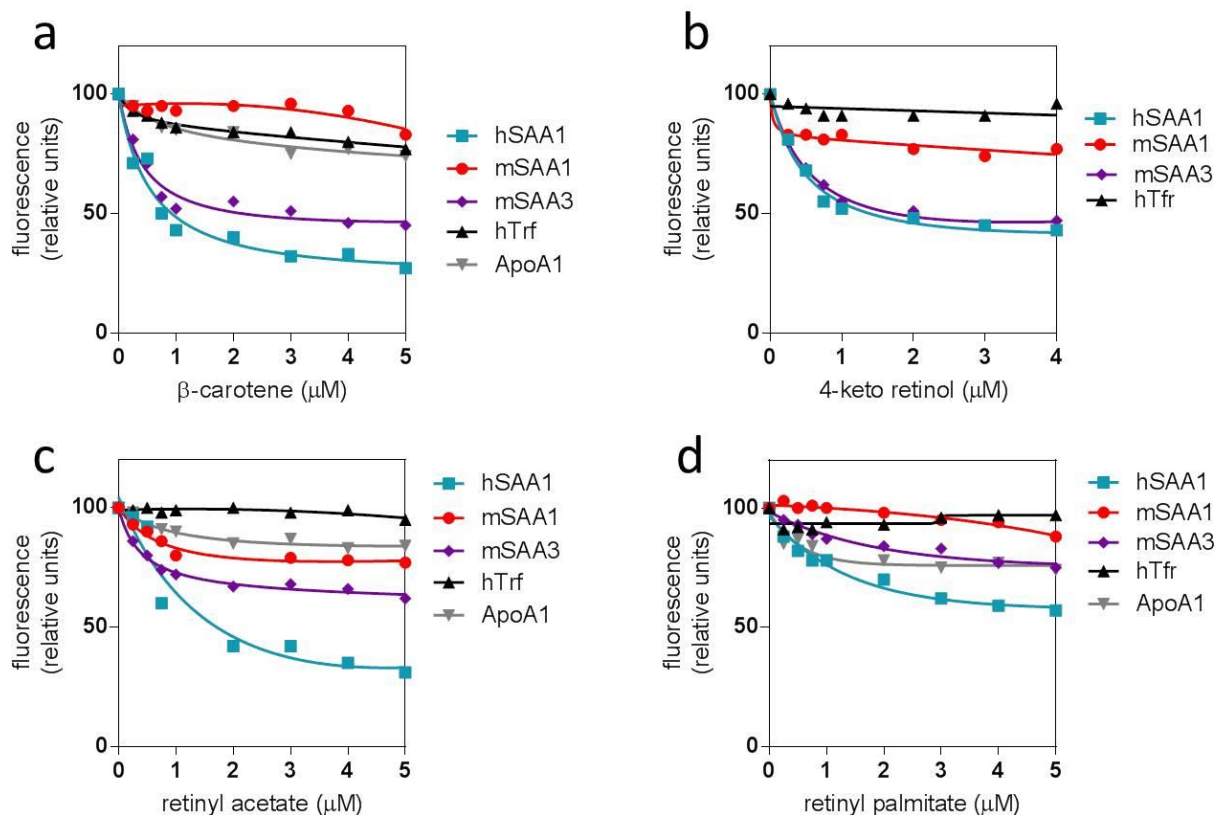 a
fluorescence
(relative units)
100
50
0
0 1 2 3 4 5
β-carotene (μM)
hSAA1
mSAA1
mSAA3
hTrf
ApoA1
b
fluorescence
(relative units)
100
50
0
0 1 2 3 4
4-keto retinol (μM)
hSAA1
mSAA1
mSAA3
hTfr
c
fluorescence
(relative units)
100
50
0
0 1 2 3 4 5
retinyl acetate (μM)
hSAA1
mSAA1
mSAA3
hTrf
ApoA1
d
fluorescence
(relative units)
100
50
0
0 1 2 3 4 5
retinyl palmitate (μM)
hSAA1
mSAA1
mSAA3
hTfr
ApoA1